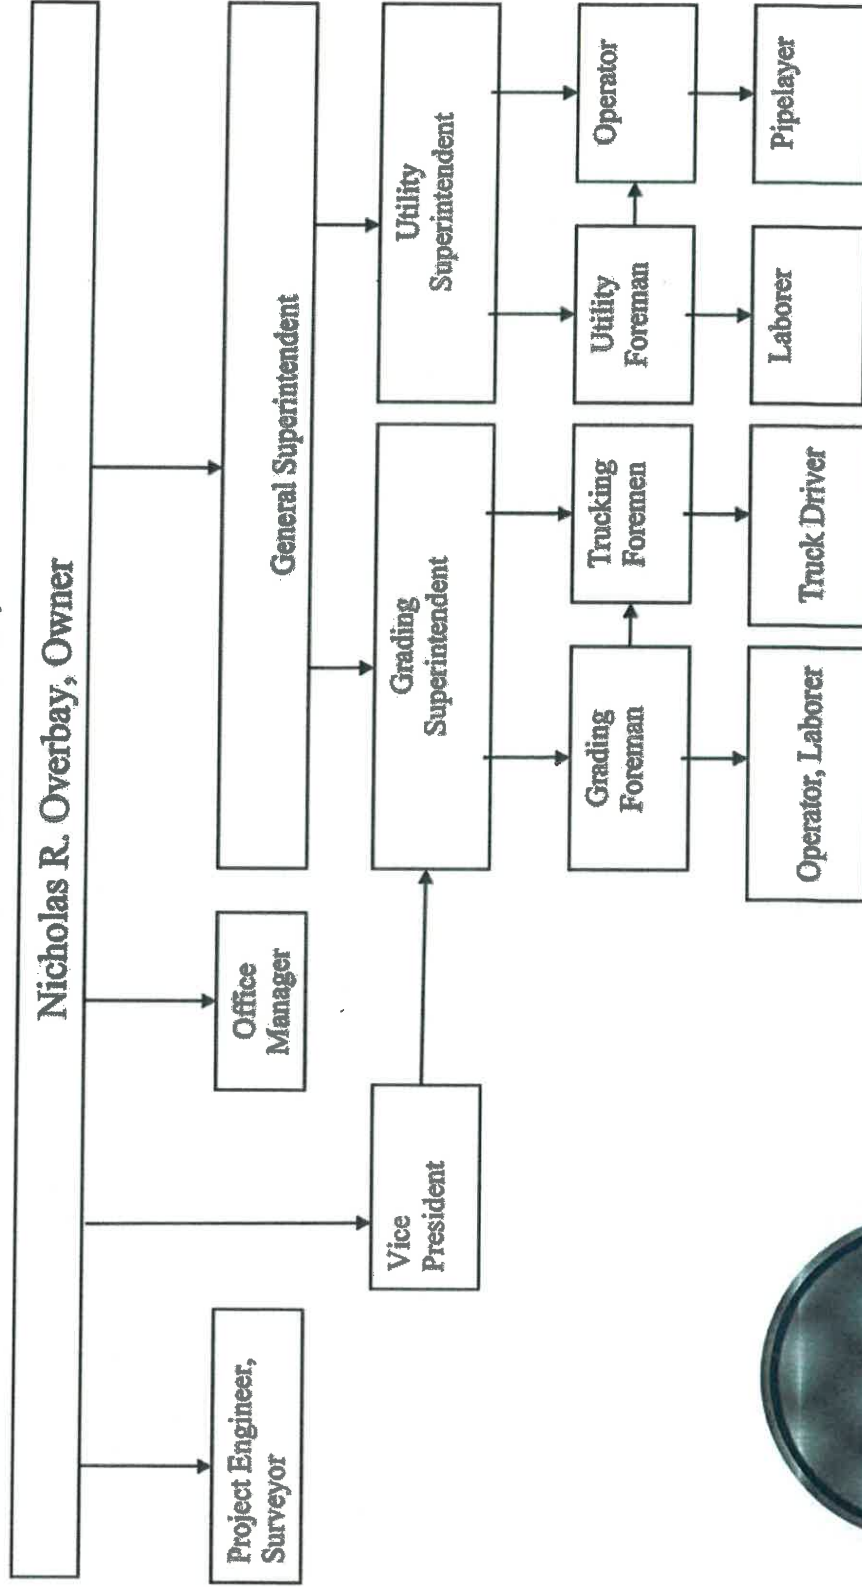 Nicholas R. Overbay, Owner
Project Engineer,
Surveyor
Office
Manager
General Superintendent
Vice
President
Grading
Superintendent
Utility
Superintendent
Grading
Foreman
Trucking
Foremen
Utility
Foreman
Operator
Operator, Laborer
Truck Driver
Laborer
Pipelayer